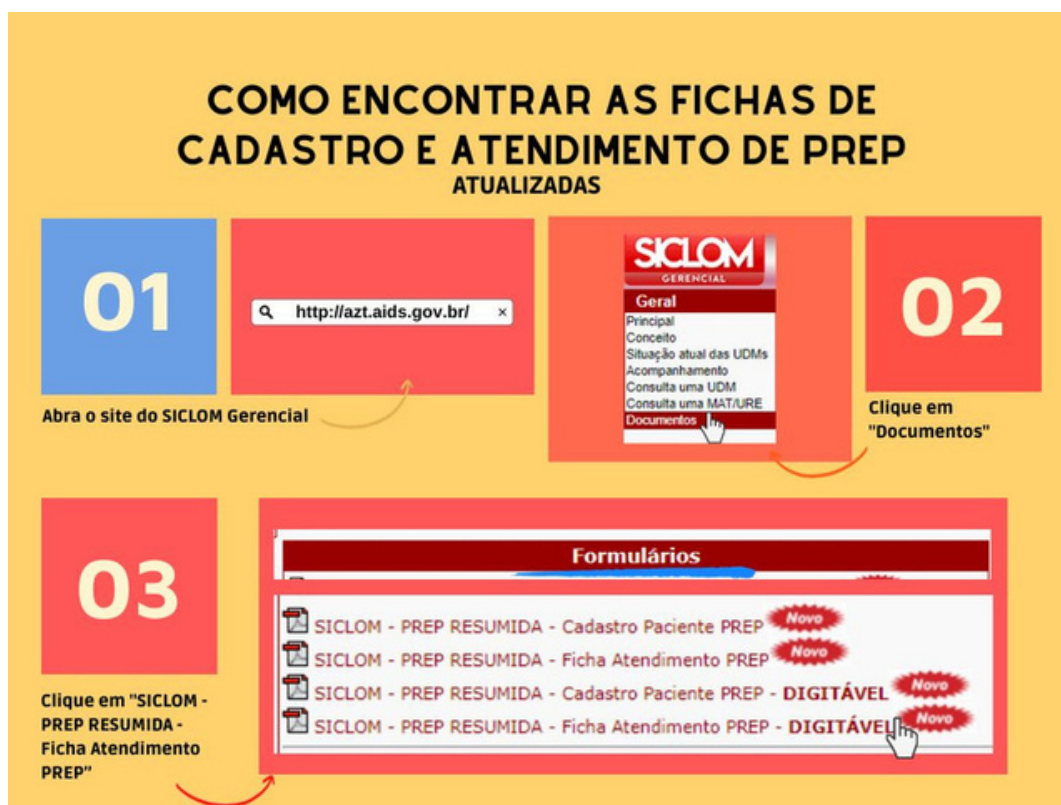 COMO ENCONTRAR AS FICHAS DE
CADASTRO E ATENDIMENTO DE PREP
ATUALIZADAS
01
http://azt.aids.gov.br/ ×
Abra o site do SICLOM Gerencial
SICLOM
GERENCIAL
Geral
Principal
Conceito
Situação atual das UDMs
Acompanhamento
Consulta uma UDM
Consulta uma MAT/URE
Documentos
02
Clique em
"Documentos"
03
Clique em "SICLOM -
PREP RESUMIDA -
Ficha Atendimento
PREP"
Formulários
SICLOM - PREP RESUMIDA - Cadastro Paciente PREP Novo
SICLOM - PREP RESUMIDA - Ficha Atendimento PREP Novo
SICLOM - PREP RESUMIDA - Cadastro Paciente PREP - DIGITÁVEL Novo
SICLOM - PREP RESUMIDA - Ficha Atendimento PREP - DIGITÁVEL Novo